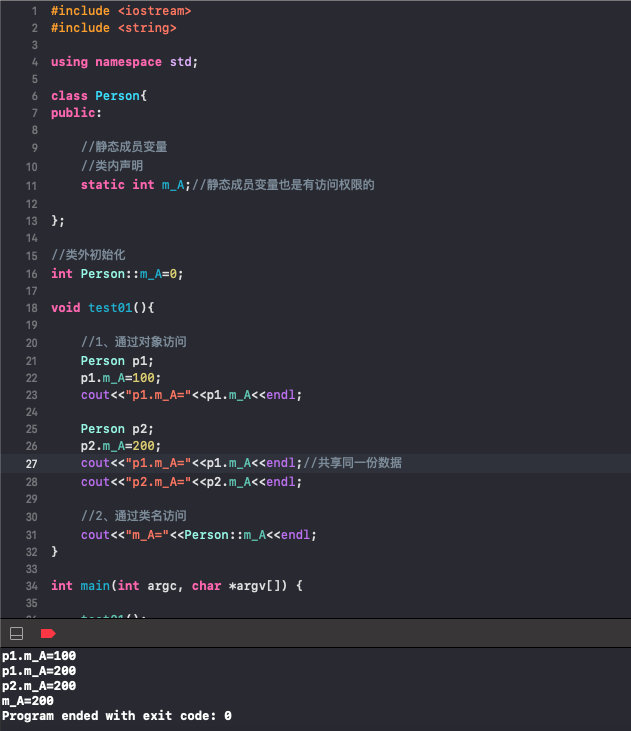 1 #include <iostream>
2 #include <string>
3
4 using namespace std;
5
6 class Person{
7 public:
8
9 //静态成员变量
10 //类内声明
11 static int m_A;//静态成员变量也是有访问权限的
12
13 };
14
15 //类外初始化
16 int Person::m_A=0;
17
18 void test01(){
19
20 //1、通过对象访问
21 Person p1;
22 p1.m_A=100;
23 cout<<"p1.m_A="<<p1.m_A<<endl;
24
25 Person p2;
26 p2.m_A=200;
27 cout<<"p1.m_A="<<p1.m_A<<endl;//共享同一份数据
28 cout<<"p2.m_A="<<p2.m_A<<endl;
29
30 //2、通过类名访问
31 cout<<"m_A="<<Person::m_A<<endl;
32 }
33
34 int main(int argc, char *argv[]) {
35
p1.m_A=100
p1.m_A=200
p2.m_A=200
m_A=200
Program ended with exit code: 0